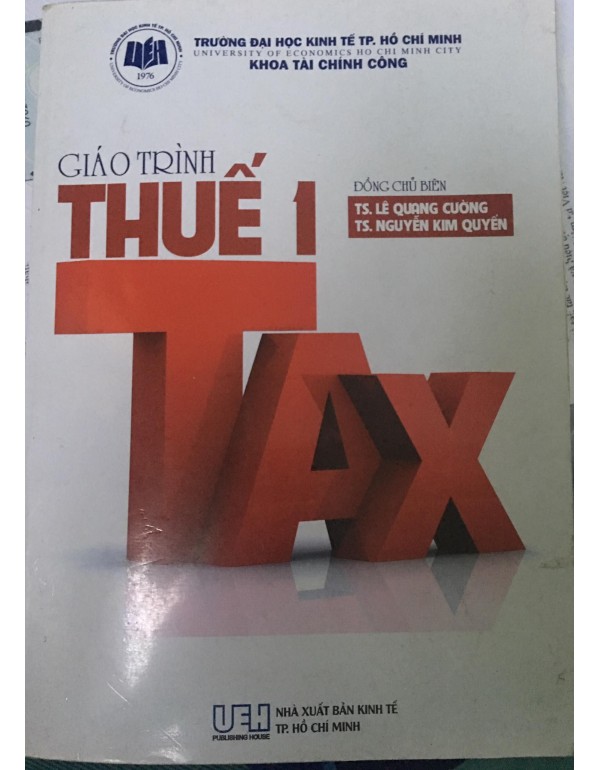 TRƯỜNG ĐẠI HỌC KINH TẾ TP. HỒ CHÍ MINH
UNIVERSITY OF ECONOMICS HO CHI MINH CITY
KHOA TÀI CHÍNH CÔNG
UEH
1976
GIÁO TRÌNH
THUẾ 1
ĐỒNG CHỦ BIÊN
TS. LÊ QUANG CƯỜNG
TS. NGUYỄN KIM QUYẾN
TAX
UEH
PUBLISHING HOUSE
NHÀ XUẤT BẢN KINH TẾ
TP. HỒ CHÍ MINH